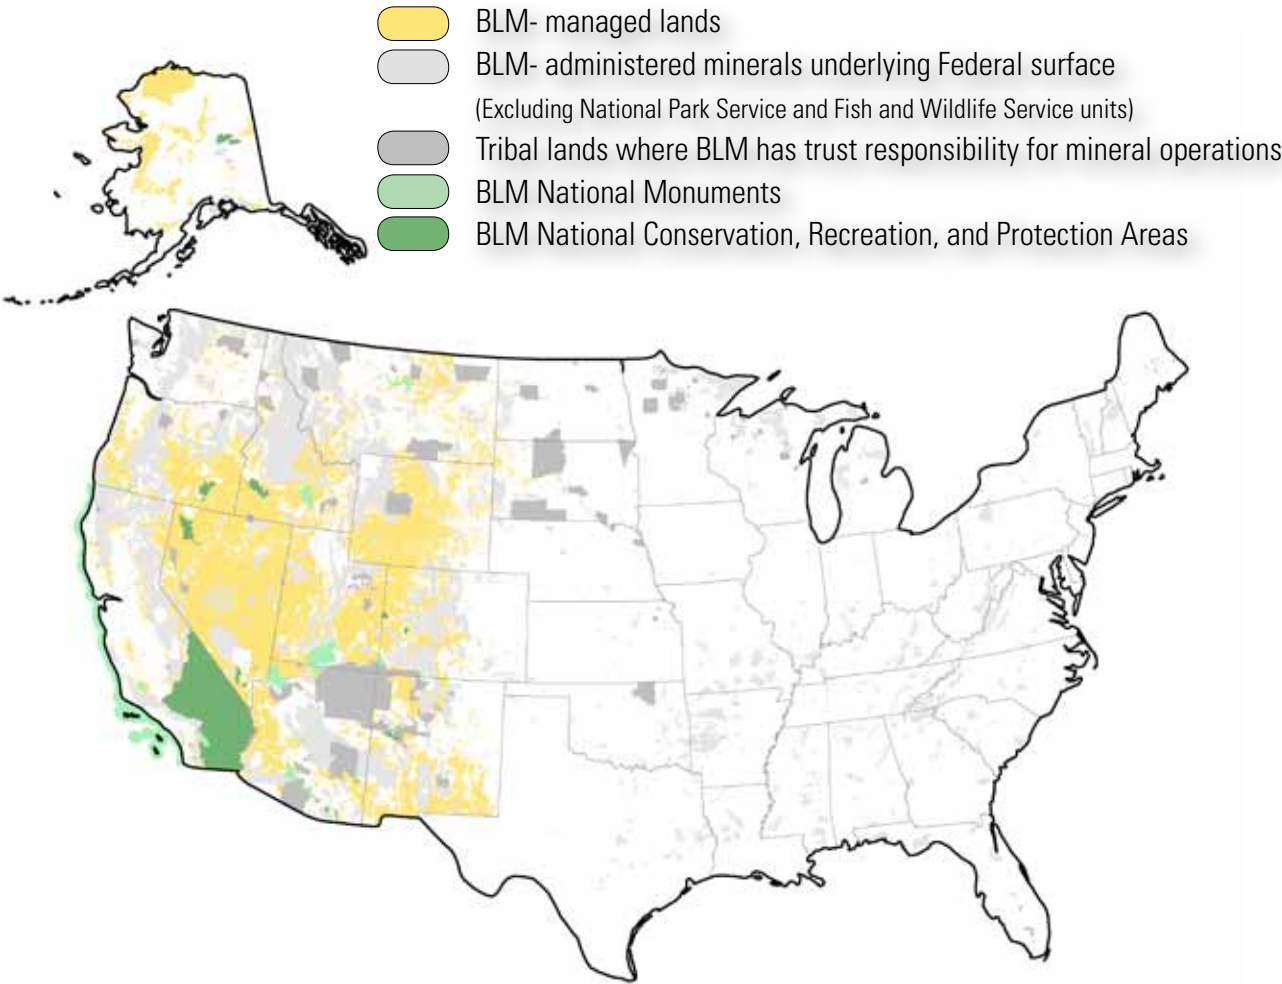 BLM- managed lands
BLM- administered minerals underlying Federal surface
(Excluding National Park Service and Fish and Wildlife Service units)
Tribal lands where BLM has trust responsibility for mineral operations
BLM National Monuments
BLM National Conservation, Recreation, and Protection Areas